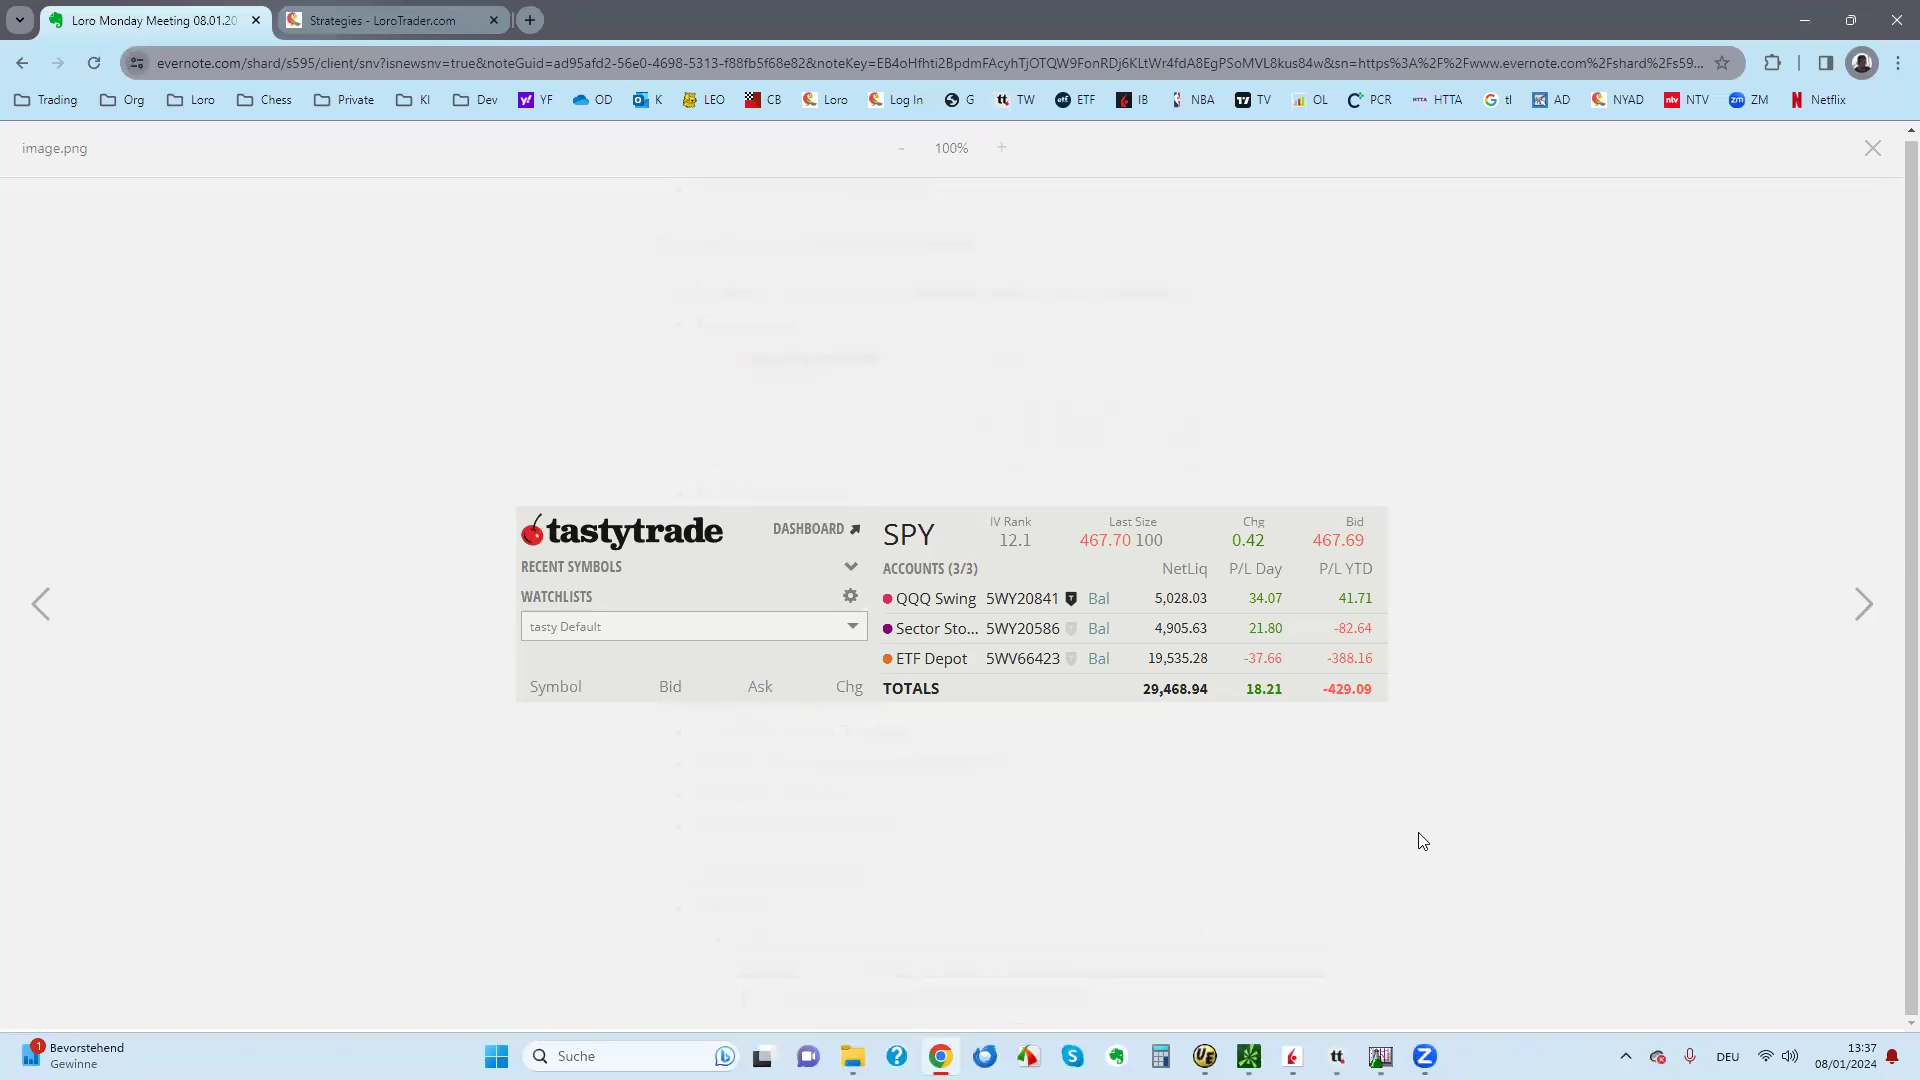 Loro Monday Meeting 08.01.20
Strategies - LoroTrader.com
evernote.com/shard/s595/client/snv?isnewsnv=true&noteGuid=ad95afd2-56e0-4698-5313-f88fb5f68e82&noteKey=EB4oHfhti2BpdmFAcyhTjOTQW9FonRDj6KLtWr4fdA8EgPSoMVL8kus84w&sn=https%3A%2F%2Fwww.evernote.com%2Fshard%2Fs59...
Trading Org Loro Chess Private KI Dev YF OD K LEO CB Loro Log In G TW ETF IB NBA TV OL PCR HTTA tl AD NYAD NTV ZM Netflix
image.png - 100% +
tastytrade DASHBOARD SPY
IV Rank Last Size Chg Bid
12.1 467.70 100 0.42 467.69
RECENT SYMBOLS ACCOUNTS (3/3) NetLiq P/L Day P/L YTD
WATCHLISTS QQQ Swing 5WY20841 Bal 5,028.03 34.07 41.71
tasty Default Sector Sto... 5WY20586 Bal 4,905.63 21.80 -82.64
ETF Depot 5WV66423 Bal 19,535.28 -37.66 -388.16
Symbol Bid Ask Chg TOTALS 29,468.94 18.21 -429.09
1 Bevorstehend
Gewinne
Suche
DEU
13:37
08/01/2024